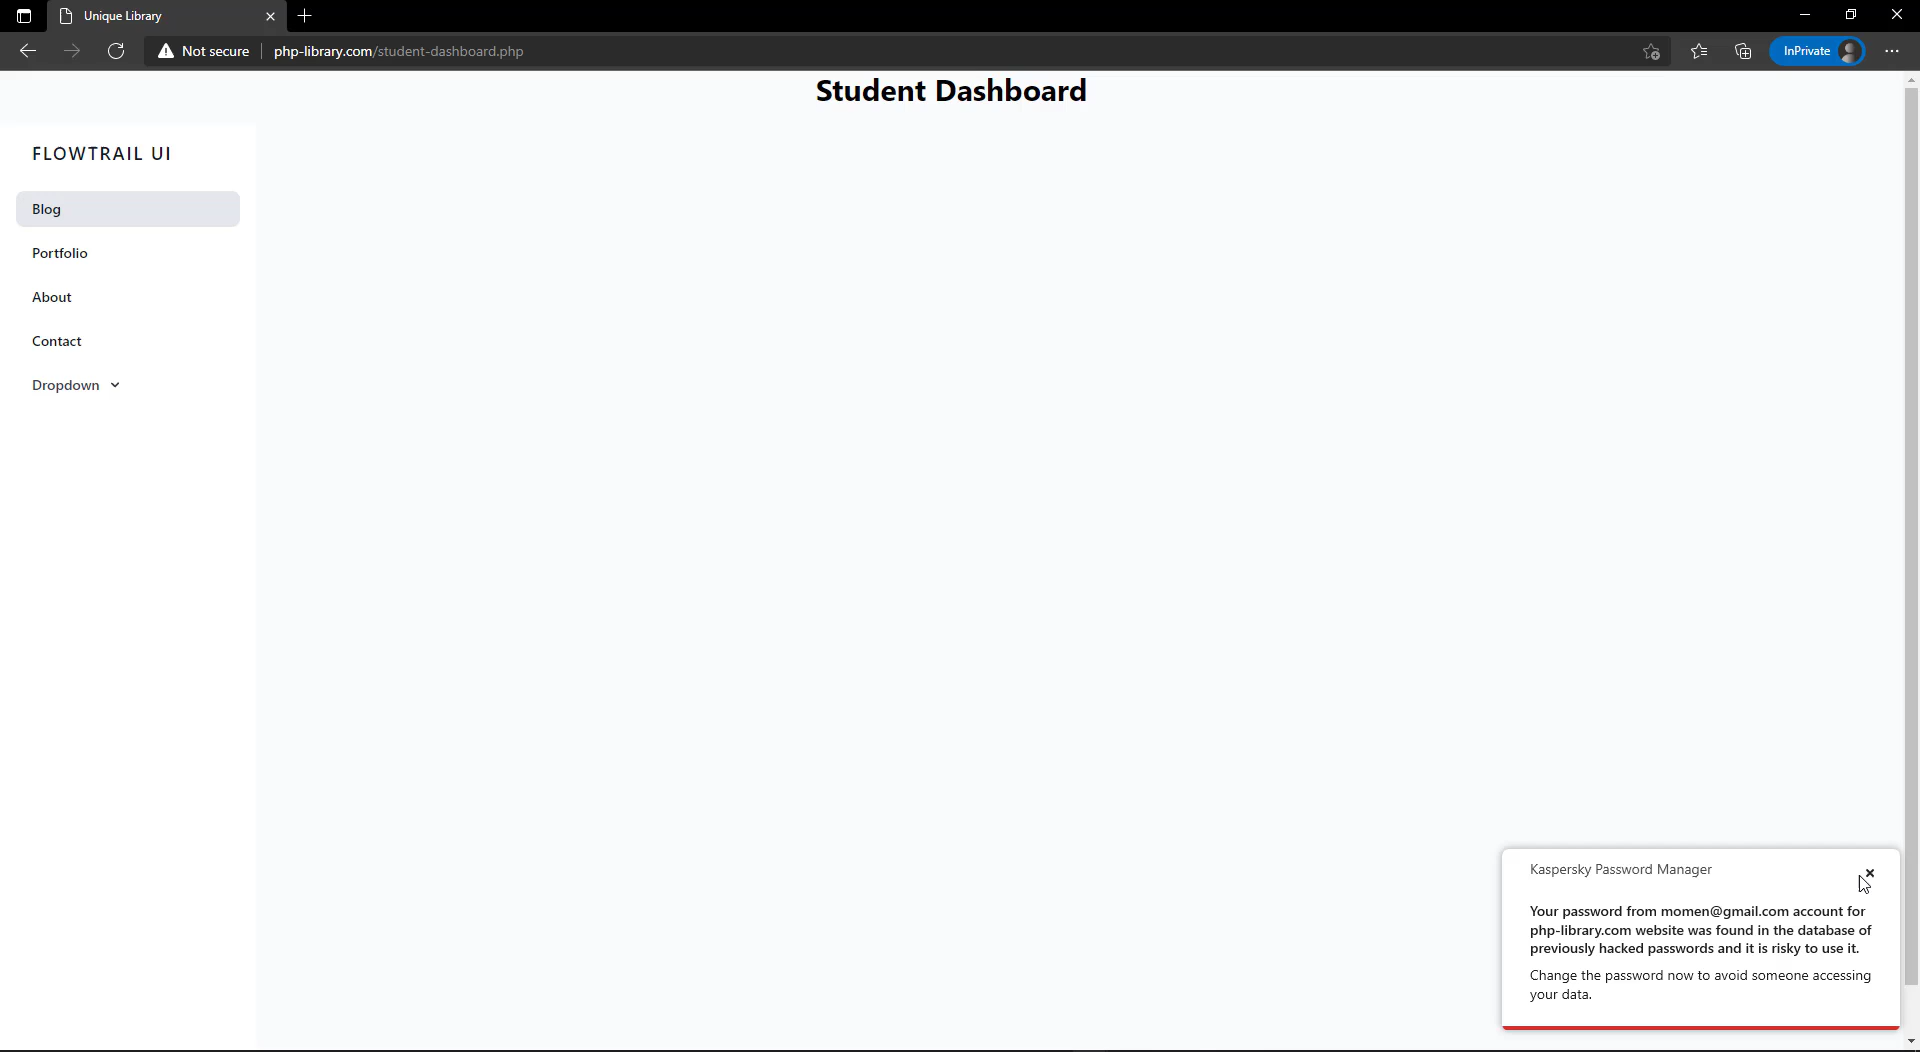 Unique Library
Not secure php-library.com/student-dashboard.php InPrivate
Student Dashboard
FLOWTRAIL UI
Blog
Portfolio
About
Contact
Dropdown
Kaspersky Password Manager
Your password from momen@gmail.com account for
php-library.com website was found in the database of
previously hacked passwords and it is risky to use it.
Change the password now to avoid someone accessing
your data.